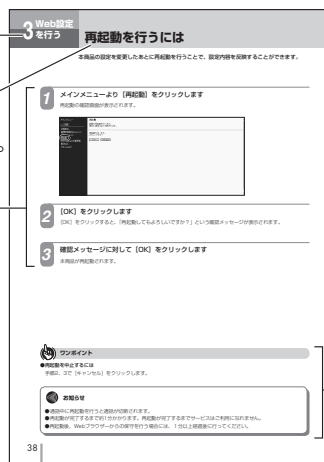 3 Web設定
を行う
再起動を行うには
本商品の設定を変更したあとに再起動を行うことで、設定内容を反映することができます。
1 メインメニューより［再起動］をクリックします
再起動の確認画面が表示されます。
2 ［OK］をクリックします
［OK］をクリックすると、「再起動してもよろしいですか？」という確認メッセージが表示されます。
3 確認メッセージに対して［OK］をクリックします
本商品が再起動されます。
ワンポイント
●再起動を中止するには
手順2、3で［キャンセル］をクリックします。
お知らせ
●通話中に再起動を行うと通話が切断されます。
●再起動が完了するまで約1分かかります。再起動が完了するまでサービスはご利用になれません。
●再起動後、Webブラウザーからの保守を行う場合には、1分以上経過後に行ってください。
38